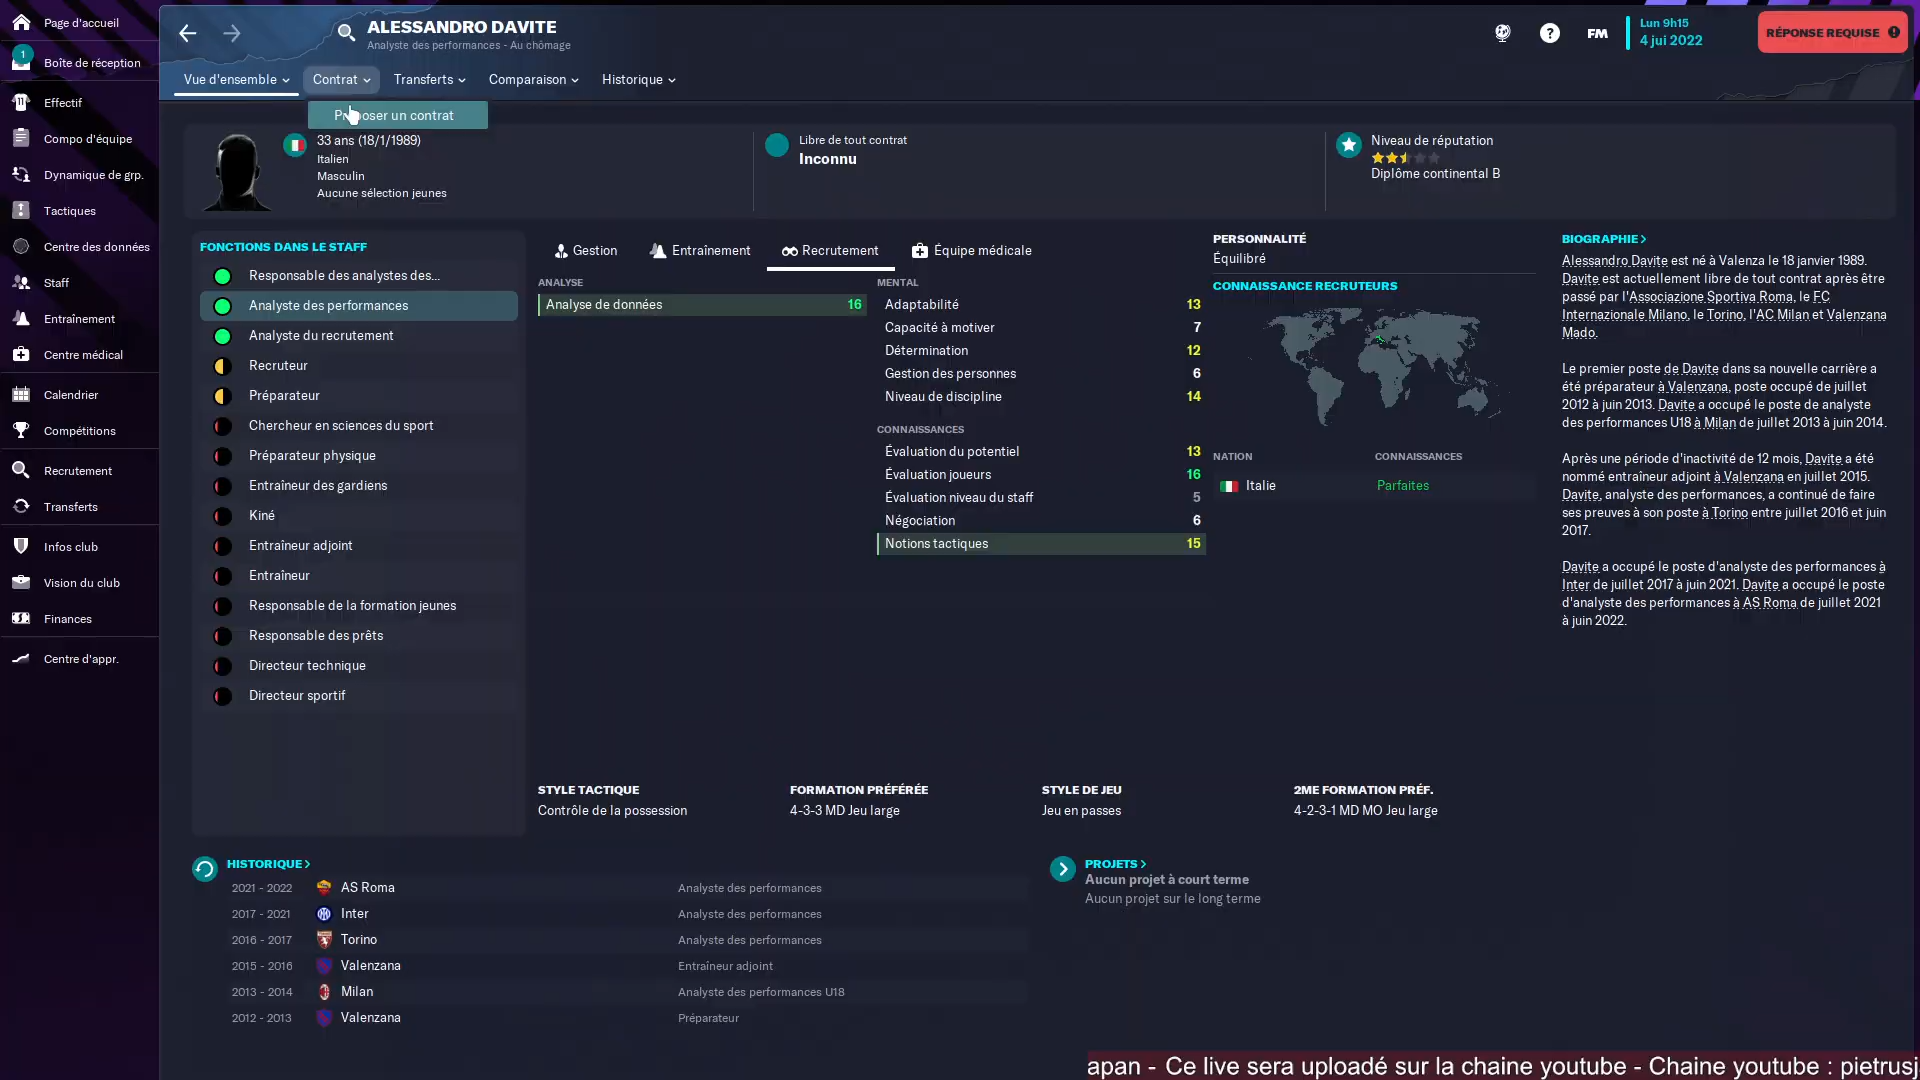 Page d'accueil
1
Boîte de réception
Effectif
Compo d'équipe
Dynamique de grp.
Tactiques
Centre des données
Staff
Entraînement
Centre médical
Calendrier
Compétitions
Recrutement
Transferts
Infos club
Vision du club
Finances
Centre d'appr.
ALESSANDRO DAVITE
Analyste des performances - Au chômage
FM
Lun 9h15
4 jui 2022
RÉPONSE REQUISE
Vue d'ensemble
Contrat
Transferts
Comparaison
Historique
un contrat
33 ans (18/1/1989)
Italien
Masculin
Aucune sélection jeunes
Libre de tout contrat
Inconnu
Niveau de réputation
Diplôme continental B
FONCTIONS DANS LE STAFF
Responsable des analystes des...
Analyste des performances
Analyste du recrutement
Recruteur
Préparateur
Chercheur en sciences du sport
Préparateur physique
Entraîneur des gardiens
Kiné
Entraîneur adjoint
Entraîneur
Responsable de la formation jeunes
Responsable des prêts
Directeur technique
Directeur sportif
Gestion
Entraînement
Recrutement
Équipe médicale
ANALYSE
Analyse de données 16
MENTAL
Adaptabilité 13
Capacité à motiver 7
Détermination 12
Gestion des personnes 6
Niveau de discipline 14
CONNAISSANCES
Évaluation du potentiel 13
Évaluation joueurs 16
Évaluation niveau du staff 5
Négociation 6
Notions tactiques 15
PERSONNALITÉ
Équilibré
CONNAISSANCE RECRUTEURS
NATION CONNAISSANCES
Italie Parfaites
BIOGRAPHIE >
Alessandro Davite est né à Valenza le 18 janvier 1989.
Davite est actuellement libre de tout contrat après être
passé par l'Associazione Sportiva Roma, le FC
Internazionale Milano, le Torino, l'AC Milan et Valenzana
Mado.
Le premier poste de Davite dans sa nouvelle carrière a
été préparateur à Valenzana, poste occupé de juillet
2012 à juin 2013. Davite a occupé le poste de analyste
des performances U18 à Milan de juillet 2013 à juin 2014.
Après une période d'inactivité de 12 mois, Davite a été
nommé entraîneur adjoint à Valenzana en juillet 2015.
Davite, analyste des performances, a continué de faire
ses preuves à son poste à Torino entre juillet 2016 et juin
2017.
Davite a occupé le poste d'analyste des performances à
Inter de juillet 2017 à juin 2021. Davite a occupé le poste
d'analyste des performances à AS Roma de juillet 2021
à juin 2022.
STYLE TACTIQUE
Contrôle de la possession
FORMATION PRÉFÉRÉE
4-3-3 MD Jeu large
STYLE DE JEU
Jeu en passes
2ME FORMATION PRÉF.
4-2-3-1 MD MO Jeu large
HISTORIQUE >
2021 - 2022 AS Roma Analyste des performances
2017 - 2021 Inter Analyste des performances
2016 - 2017 Torino Analyste des performances
2015 - 2016 Valenzana Entraîneur adjoint
2013 - 2014 Milan Analyste des performances U18
2012 - 2013 Valenzana Préparateur
PROJETS >
Aucun projet à court terme
Aucun projet sur le long terme
apan - Ce live sera uploadé sur la chaine youtube - Chaine youtube : pietrusj